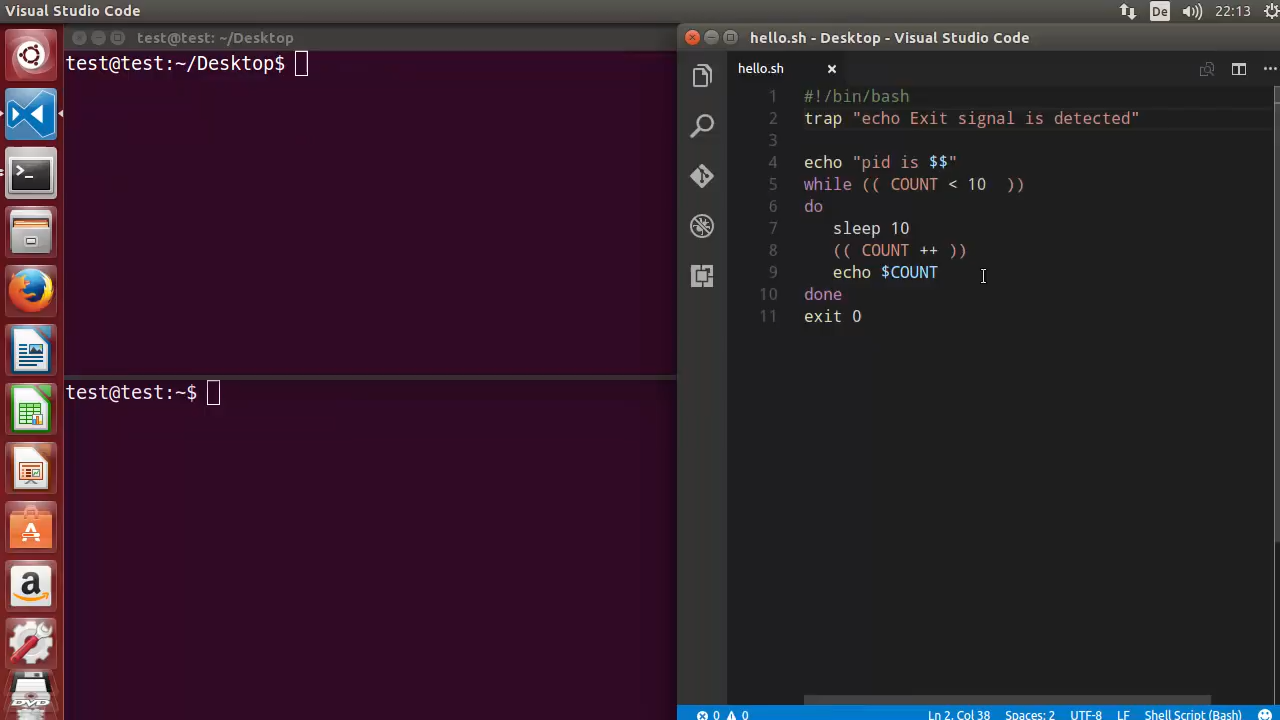 Visual Studio Code
De
22:13
test@test: ~/Desktop
test@test:~/Desktop$
test@test:~$
hello.sh - Desktop - Visual Studio Code
hello.sh
1 #!/bin/bash
2 trap "echo Exit signal is detected"
3
4 echo "pid is $$"
5 while (( COUNT < 10  ))
6 do
7 sleep 10
8 (( COUNT ++ ))
9 echo $COUNT
10 done
11 exit 0
0 0 Ln 2, Col 38 Spaces: 2 UTF-8 LF Shell Script (Bash)